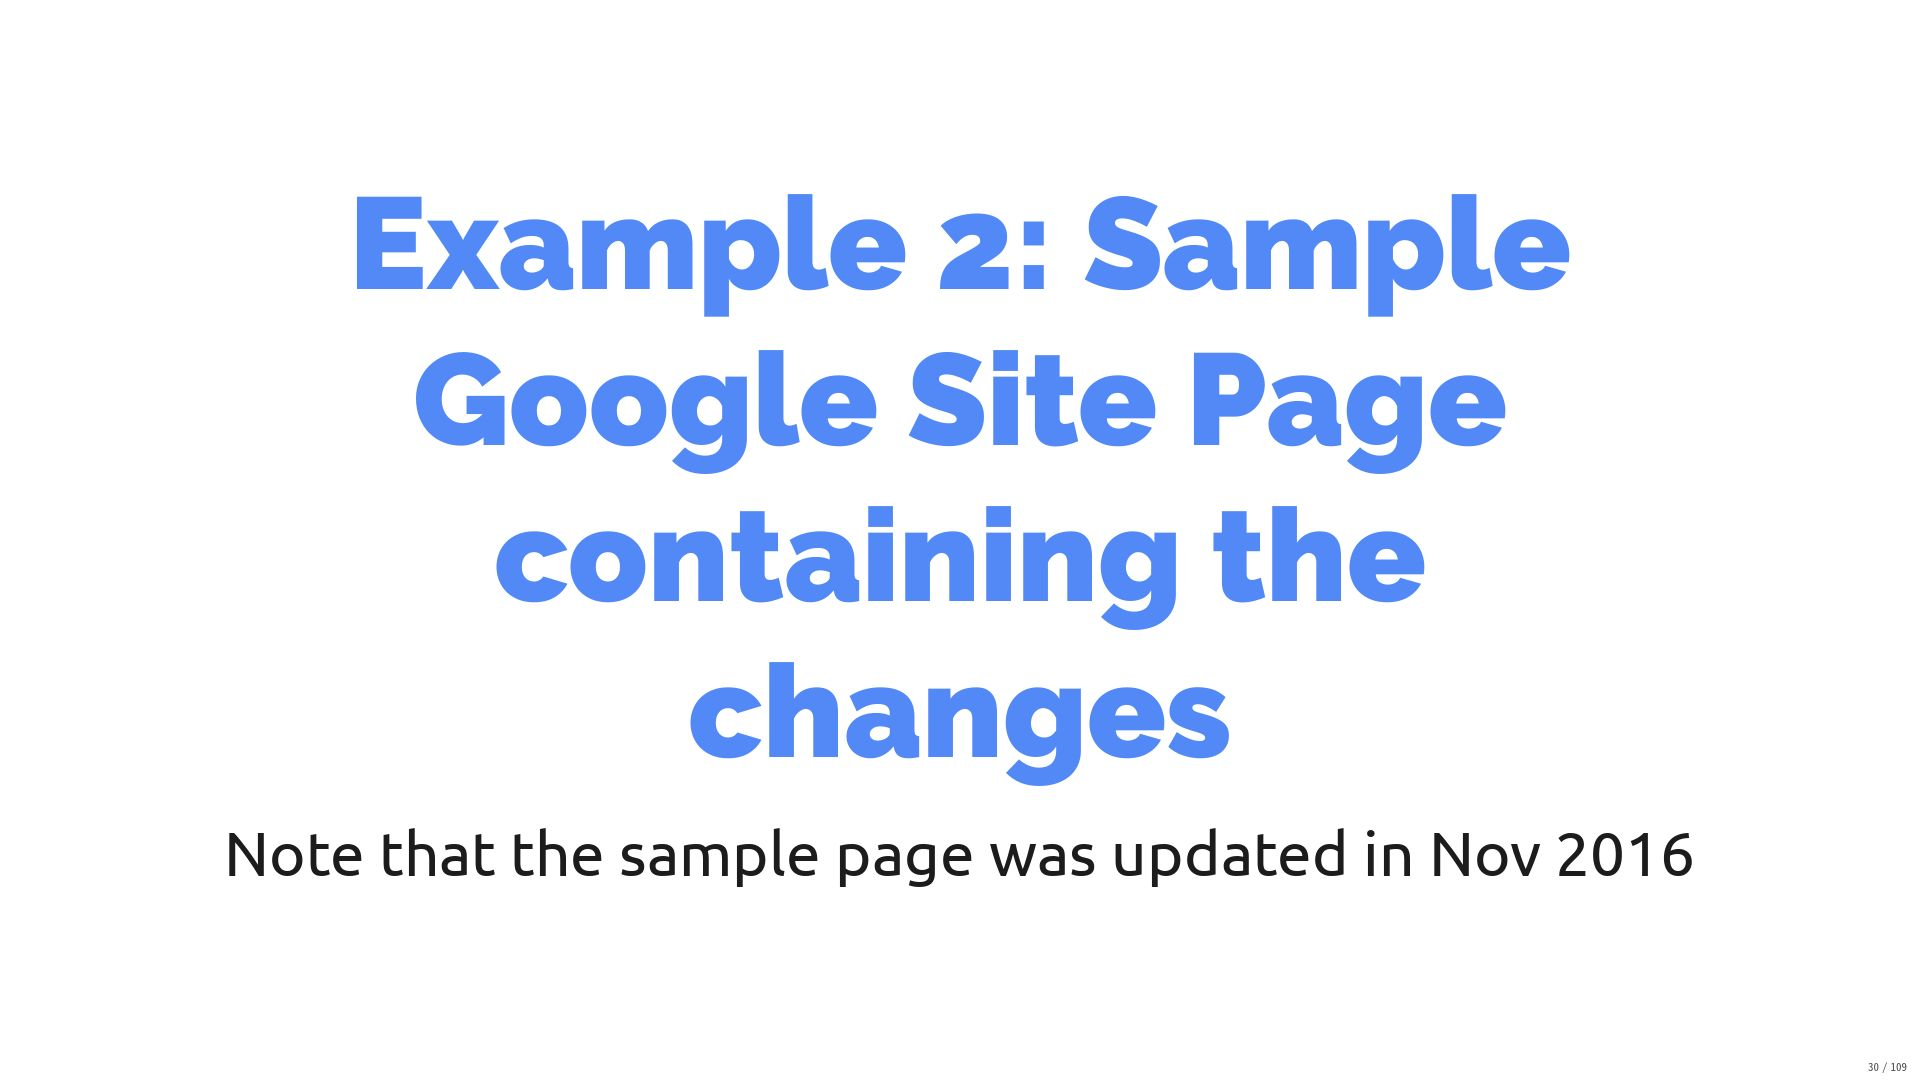 Example 2: Sample
Google Site Page
containing the
changes
Note that the sample page was updated in Nov 2016
30 / 109